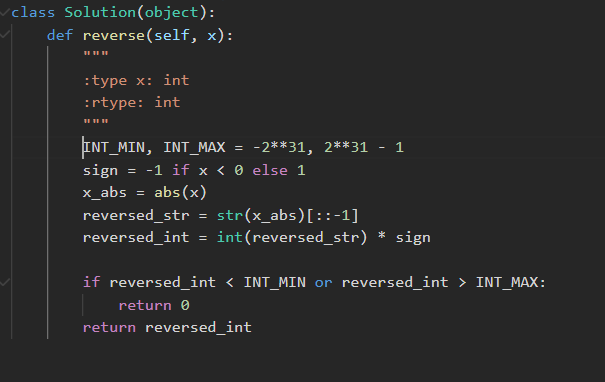 class Solution(object):
    def reverse(self, x):
        """
        :type x: int
        :rtype: int
        """
        INT_MIN, INT_MAX = -2**31, 2**31 - 1
        sign = -1 if x < 0 else 1
        x_abs = abs(x)
        reversed_str = str(x_abs)[::-1]
        reversed_int = int(reversed_str) * sign

        if reversed_int < INT_MIN or reversed_int > INT_MAX:
            return 0
        return reversed_int